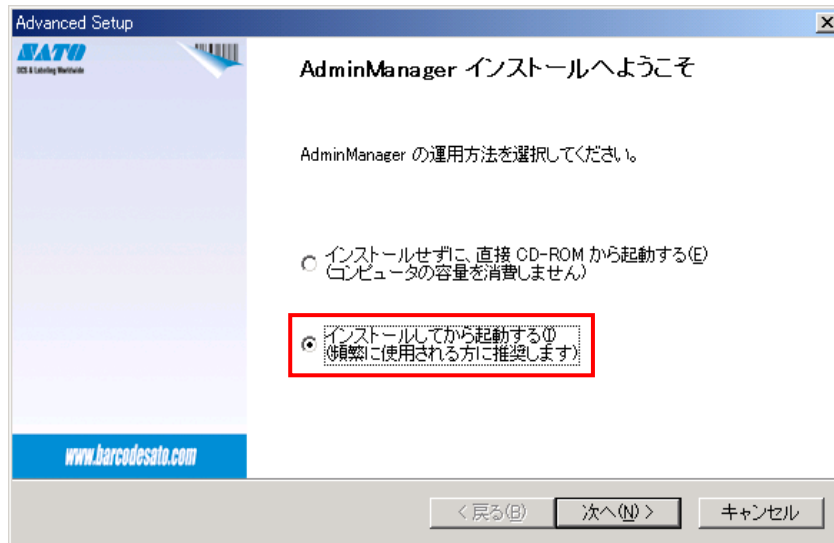 Advanced Setup
SATO
DCS & Labeling Worldwide
AdminManager インストールへようこそ
AdminManager の運用方法を選択してください。
インストールせずに、直接 CD-ROM から起動する(E)
(コンピュータの容量を消費しません)
インストールしてから起動する(I)
(頻繁に使用される方に推奨します)
www.barcodesato.com
< 戻る(B)
次へ(N) >
キャンセル